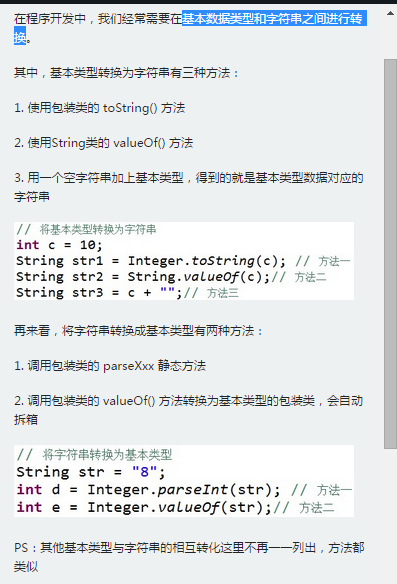 在程序开发中，我们经常需要在基本数据类型和字符串之间进行转
换。
其中，基本类型转换为字符串有三种方法：
1. 使用包装类的 toString() 方法
2. 使用String类的 valueOf() 方法
3. 用一个空字符串加上基本类型，得到的就是基本类型数据对应的
字符串
// 将基本类型转换为字符串
int c = 10;
String str1 = Integer.toString(c); // 方法一
String str2 = String.valueOf(c);// 方法二
String str3 = c + "";// 方法三
再来看，将字符串转换成基本类型有两种方法：
1. 调用包装类的 parseXxx 静态方法
2. 调用包装类的 valueOf() 方法转换为基本类型的包装类，会自动
拆箱
// 将字符串转换为基本类型
String str = "8";
int d = Integer.parseInt(str); // 方法一
int e = Integer.valueOf(str);// 方法二
PS：其他基本类型与字符串的相互转化这里不再一一列出，方法都
类似